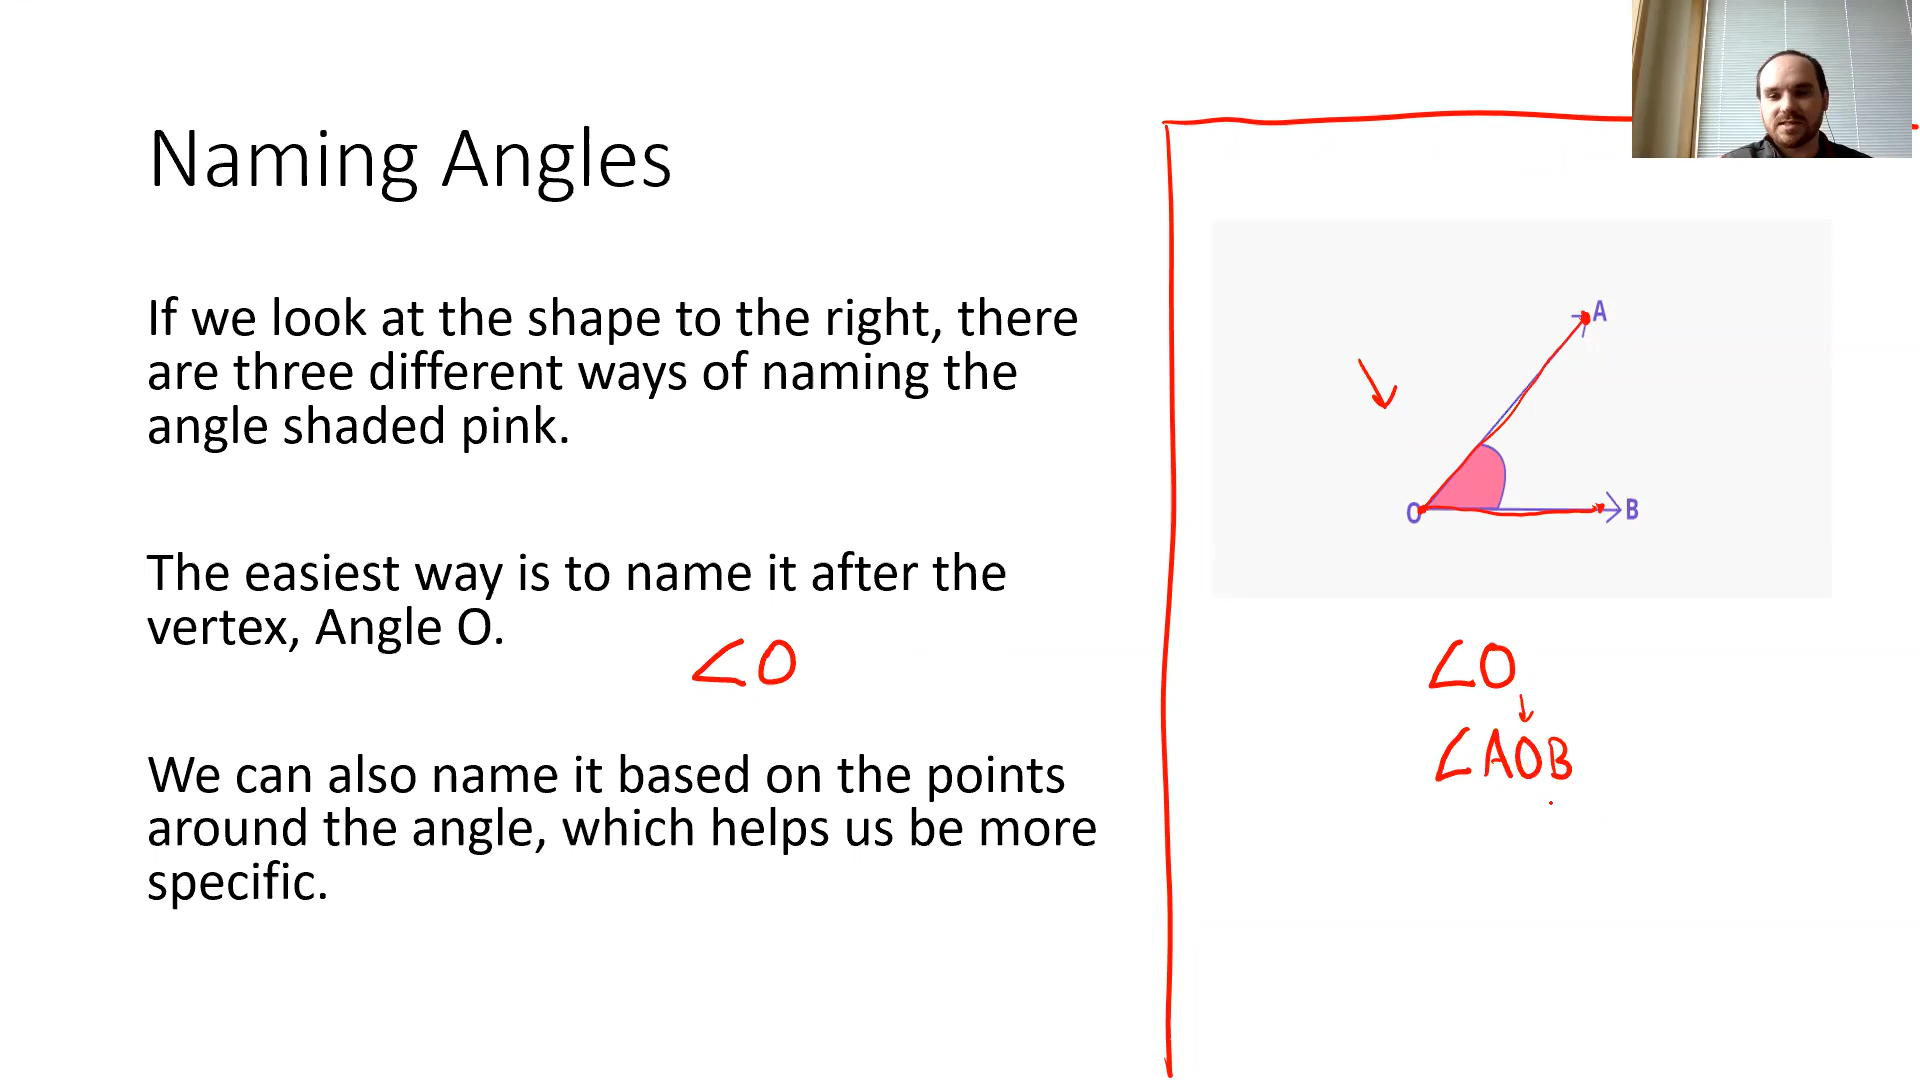 Naming Angles
If we look at the shape to the right, there
are three different ways of naming the
angle shaded pink.
The easiest way is to name it after the
vertex, Angle O.
∠O
We can also name it based on the points
around the angle, which helps us be more
specific.
A
O
B
∠O
∠AOB